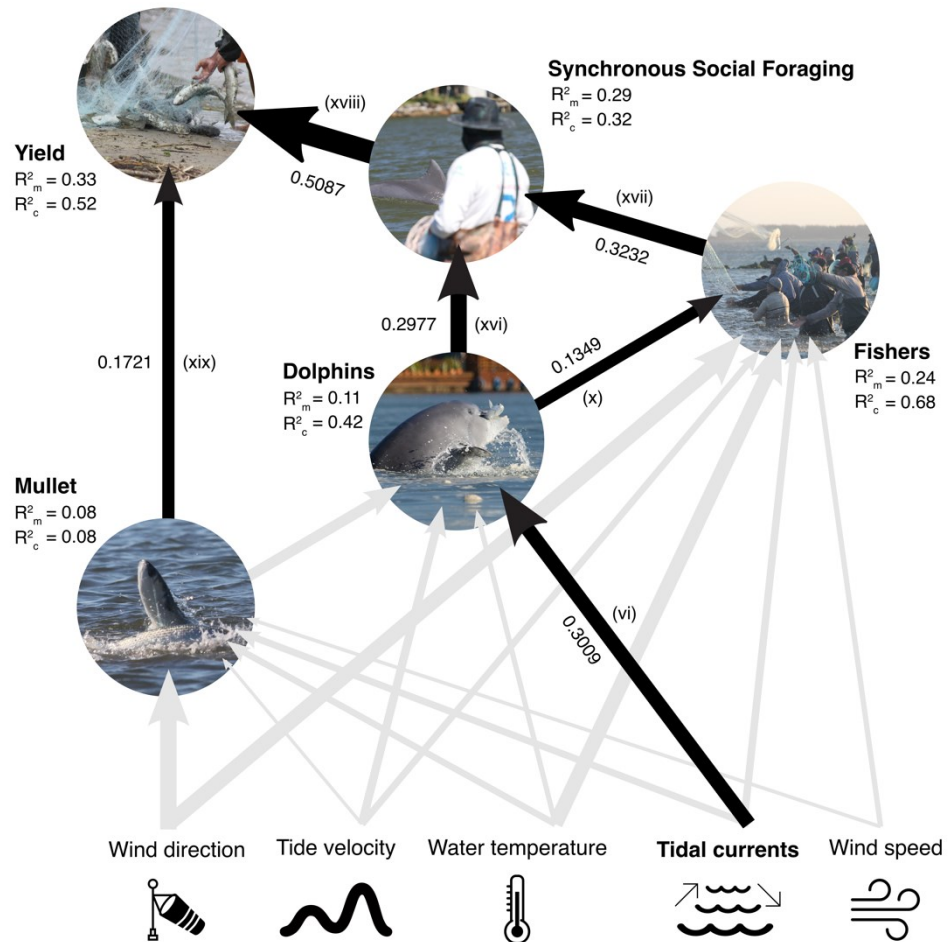 Synchronous Social Foraging
R²m = 0.29
R²c = 0.32
(xviii)
0.5087
Yield
R²m = 0.33
R²c = 0.52
(xvii)
0.3232
0.1721
(xix)
0.2977
(xvi)
0.1349
(x)
Dolphins
R²m = 0.11
R²c = 0.42
Fishers
R²m = 0.24
R²c = 0.68
Mullet
R²m = 0.08
R²c = 0.08
(vi)
0.3009
Wind direction
Tide velocity
Water temperature
Tidal currents
Wind speed